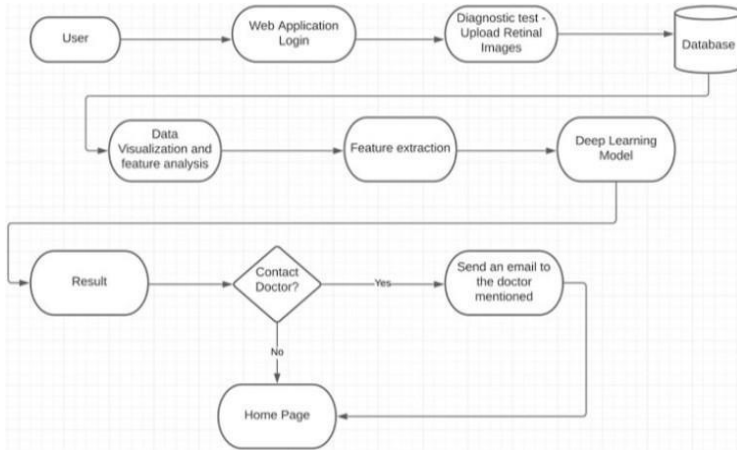 User
Web Application
Login
Diagnostic test -
Upload Retinal
Images
Database
Data
Visualization and
feature analysis
Feature extraction
Deep Learning
Model
Result
Contact
Doctor?
Yes
Send an email to
the doctor
mentioned
No
Home Page